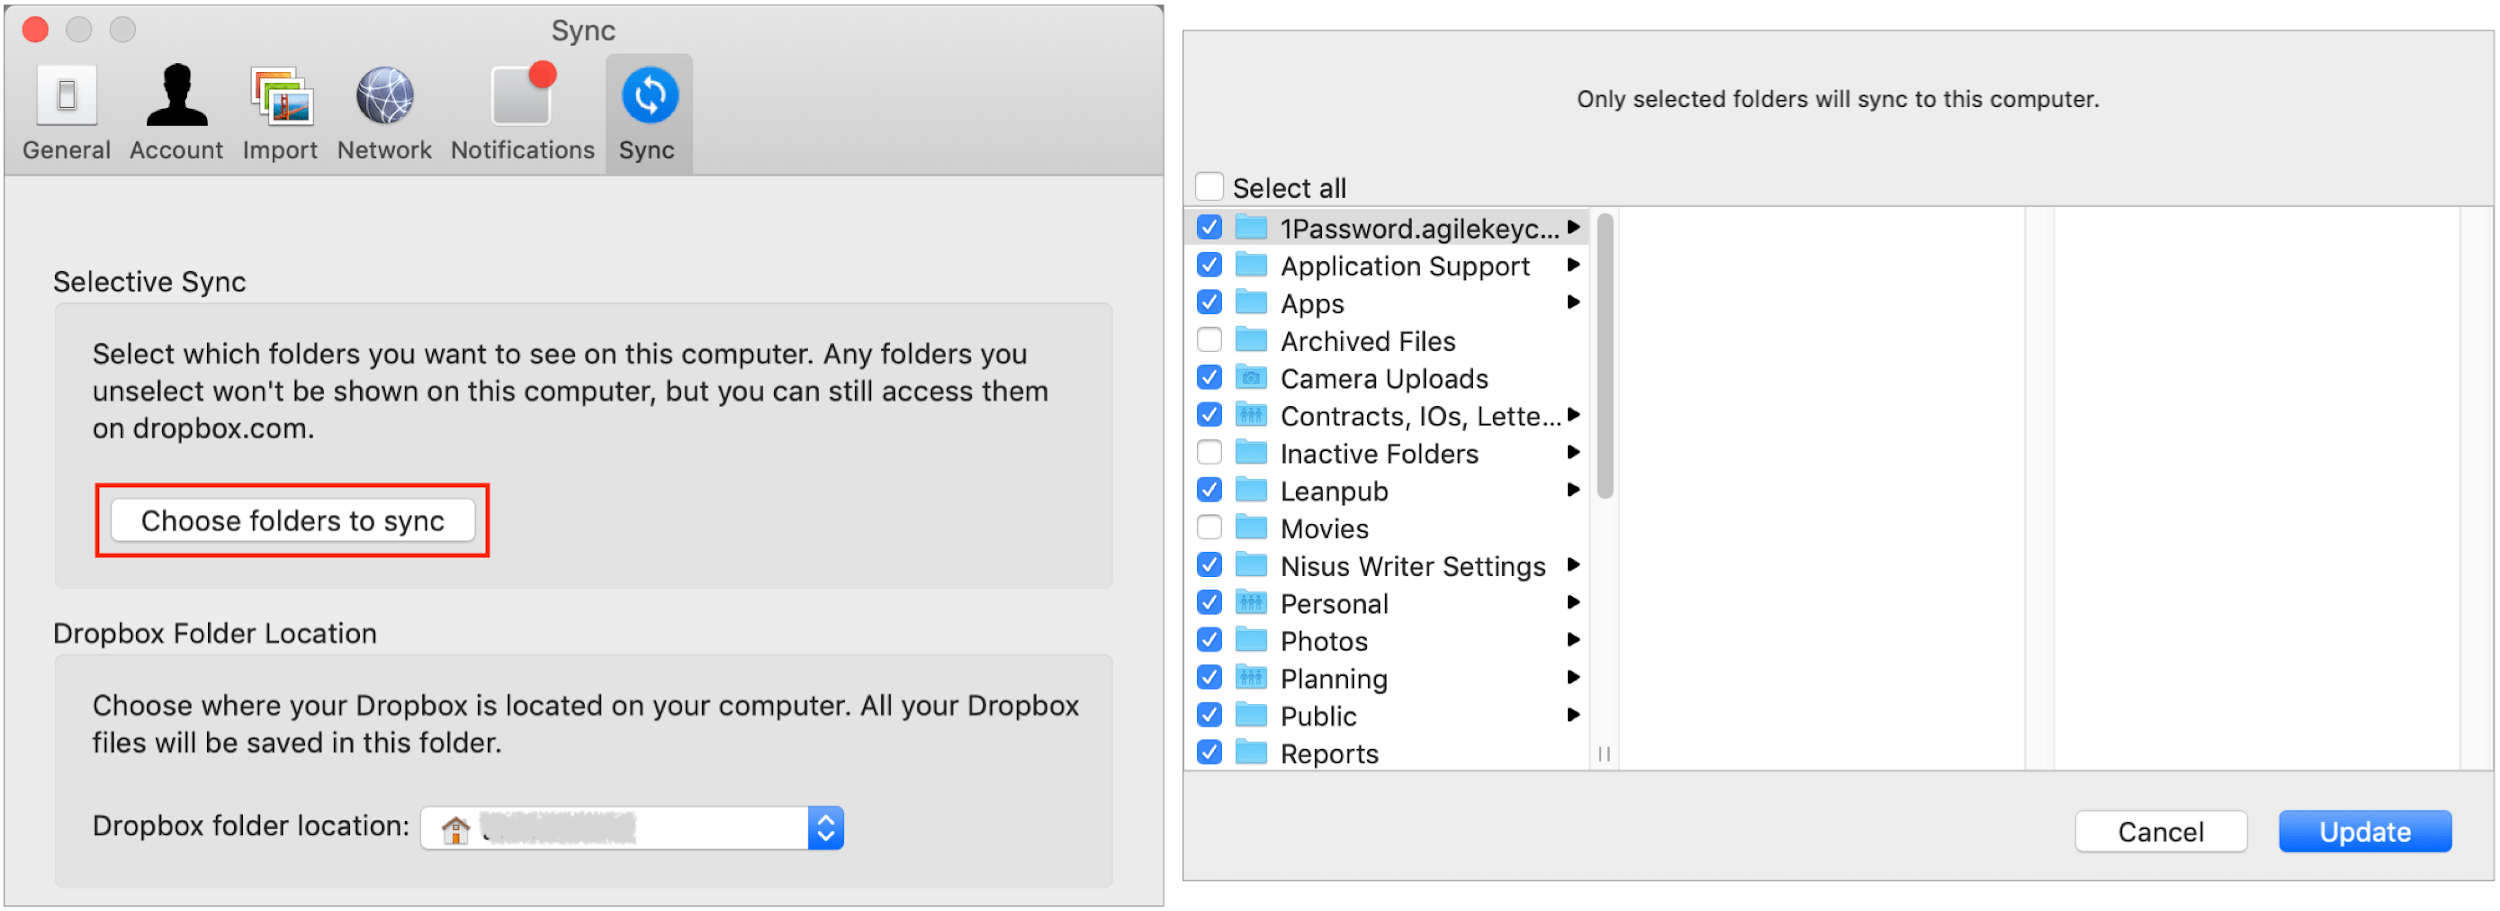 Sync
General
Account
Import
Network
Notifications
Sync
Selective Sync
Select which folders you want to see on this computer. Any folders you
unselect won't be shown on this computer, but you can still access them
on dropbox.com.
Choose folders to sync
Dropbox Folder Location
Choose where your Dropbox is located on your computer. All your Dropbox
files will be saved in this folder.
Dropbox folder location:
Only selected folders will sync to this computer.
Select all
1Password.agilekeyc...
Application Support
Apps
Archived Files
Camera Uploads
Contracts, IOs, Lette...
Inactive Folders
Leanpub
Movies
Nisus Writer Settings
Personal
Photos
Planning
Public
Reports
Cancel
Update